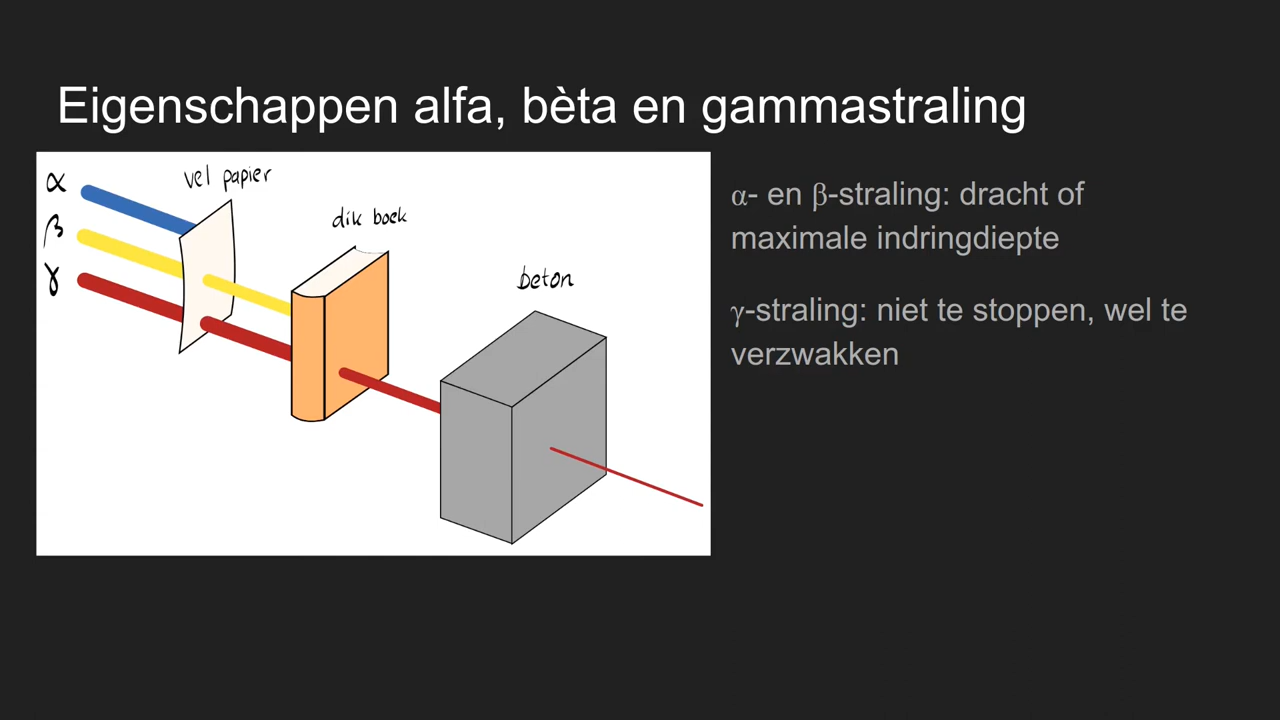 Eigenschappen alfa, bèta en gammastraling
α
vel papier
β
dik boek
γ
beton
α- en β-straling: dracht of
maximale indringdiepte
γ-straling: niet te stoppen, wel te
verzwakken